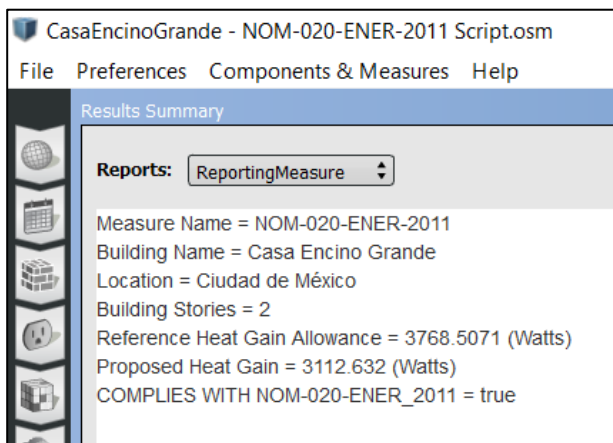 CasaEncinoGrande - NOM-020-ENER-2011 Script.osm
File Preferences Components & Measures Help
Results Summary
Reports: ReportingMeasure
Measure Name = NOM-020-ENER-2011
Building Name = Casa Encino Grande
Location = Ciudad de México
Building Stories = 2
Reference Heat Gain Allowance = 3768.5071 (Watts)
Proposed Heat Gain = 3112.632 (Watts)
COMPLIES WITH NOM-020-ENER_2011 = true